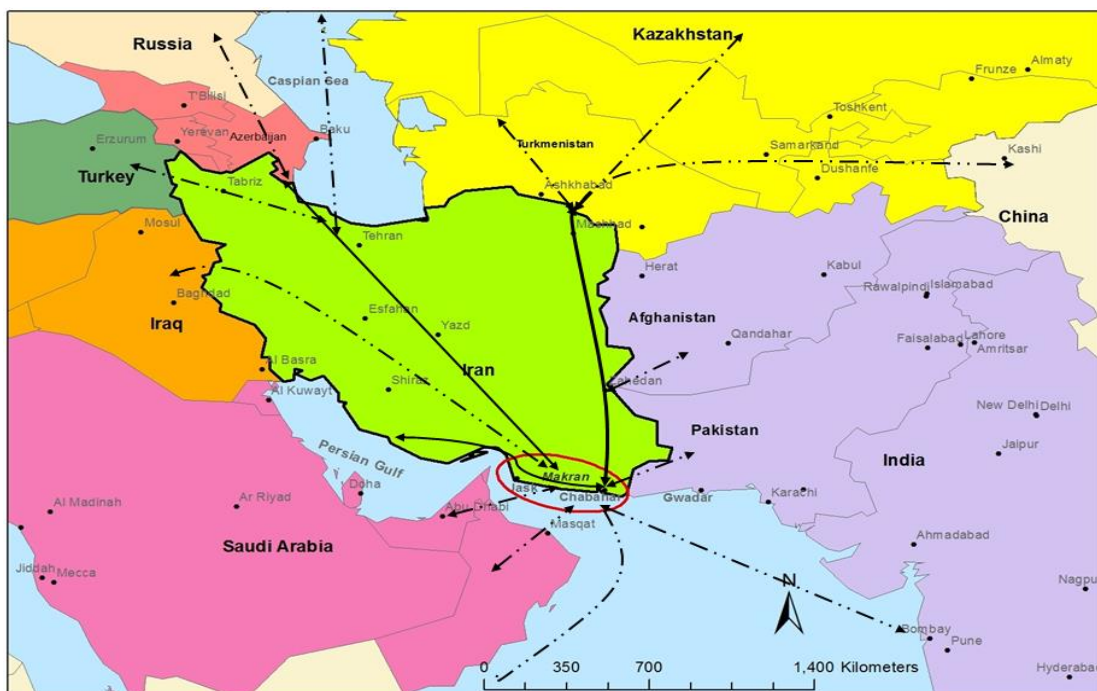 Russia
Kazakhstan
Almaty
Frunze
Caspian Sea
T'Bilisi
Toshkent
Yerevan
Azerbaijan
Baku
Erzurum
Turkmenistan
Samarkand
Kashi
Turkey
Tabriz
Ashkhabad
Dushanfe
Mosul
Tehran
Mashhad
China
Herat
Kabul
Islamabad
Rawalpindi
Baghdad
Esfahan
Afghanistan
Iraq
Yazd
Qandahar
Faisalabad
Lahore
Amritsar
Al Basra
Iran
Shiraz
Zahedan
Al Kuwayt
New Delhi
Delhi
Pakistan
Persian Gulf
Jaipur
India
Makran
Doha
Jask
Al Madinah
Ar Riyad
Chabahar
Gwadar
Karachi
Abu Dhabi
Masqat
Saudi Arabia
Ahmadabad
Jiddah
Mecca
N
Nagpu
Bombay
Pune
0 350 700 1,400 Kilometers
Hyderabad